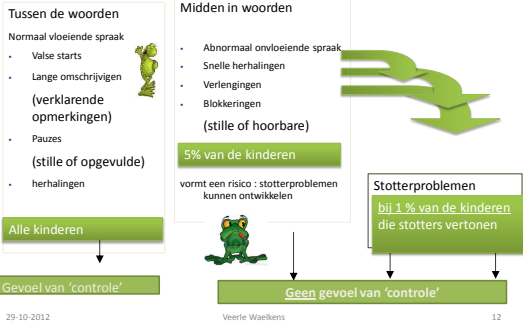 Tussen de woorden
Normaal vloeiende spraak
• Valse starts
• Lange omschrijvigen
(verklarende
opmerkingen)
• Pauzes
(stille of opgevulde)
• herhalingen
Alle kinderen
Gevoel van ‘controle’
Midden in woorden
• Abnormaal onvloeiende spraak
• Snelle herhalingen
• Verlengingen
• Blokkeringen
(stille of hoorbare)
5% van de kinderen
vormt een risico : stotterproblemen
kunnen ontwikkelen
Stotterproblemen
bij 1 % van de kinderen
die stotters vertonen
Geen gevoel van ‘controle’
29-10-2012
Veerle Waelkens
12